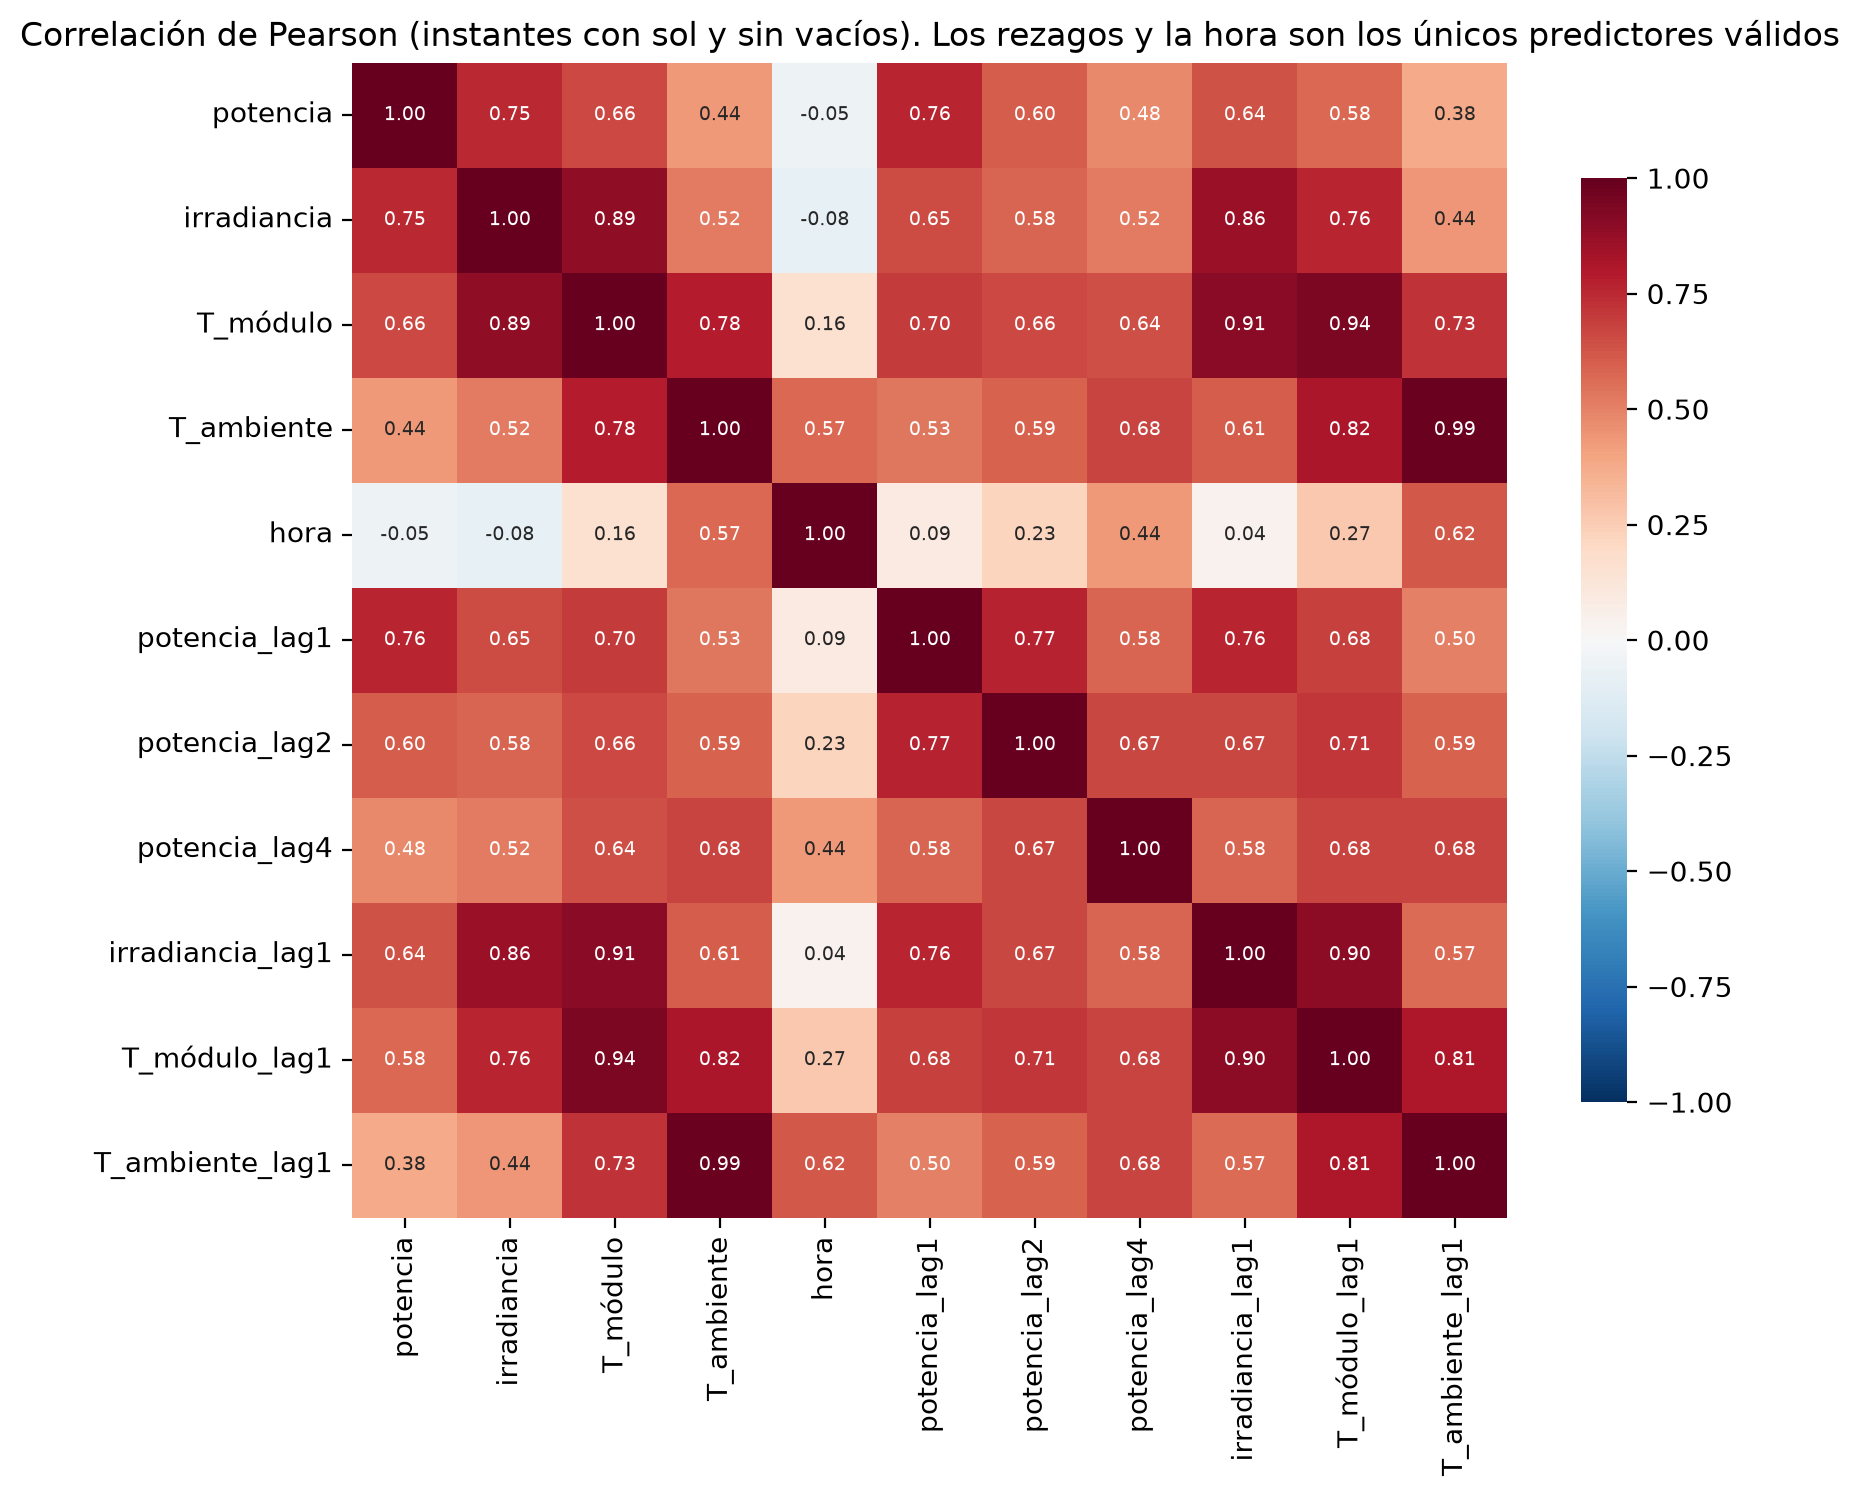 Correlación de Pearson (instantes con sol y sin vacíos). Los rezagos y la hora son los únicos predictores válidos
potencia 1.00 0.75 0.66 0.44 -0.05 0.76 0.60 0.48 0.64 0.58 0.38
irradiancia 0.75 1.00 0.89 0.52 -0.08 0.65 0.58 0.52 0.86 0.76 0.44
T_módulo 0.66 0.89 1.00 0.78 0.16 0.70 0.66 0.64 0.91 0.94 0.73
T_ambiente 0.44 0.52 0.78 1.00 0.57 0.53 0.59 0.68 0.61 0.82 0.99
hora -0.05 -0.08 0.16 0.57 1.00 0.09 0.23 0.44 0.04 0.27 0.62
potencia_lag1 0.76 0.65 0.70 0.53 0.09 1.00 0.77 0.58 0.76 0.68 0.50
potencia_lag2 0.60 0.58 0.66 0.59 0.23 0.77 1.00 0.67 0.67 0.71 0.59
potencia_lag4 0.48 0.52 0.64 0.68 0.44 0.58 0.67 1.00 0.58 0.68 0.68
irradiancia_lag1 0.64 0.86 0.91 0.61 0.04 0.76 0.67 0.58 1.00 0.90 0.57
T_módulo_lag1 0.58 0.76 0.94 0.82 0.27 0.68 0.71 0.68 0.90 1.00 0.81
T_ambiente_lag1 0.38 0.44 0.73 0.99 0.62 0.50 0.59 0.68 0.57 0.81 1.00
potencia
irradiancia
T_módulo
T_ambiente
hora
potencia_lag1
potencia_lag2
potencia_lag4
irradiancia_lag1
T_módulo_lag1
T_ambiente_lag1
1.00
0.75
0.50
0.25
0.00
−0.25
−0.50
−0.75
−1.00